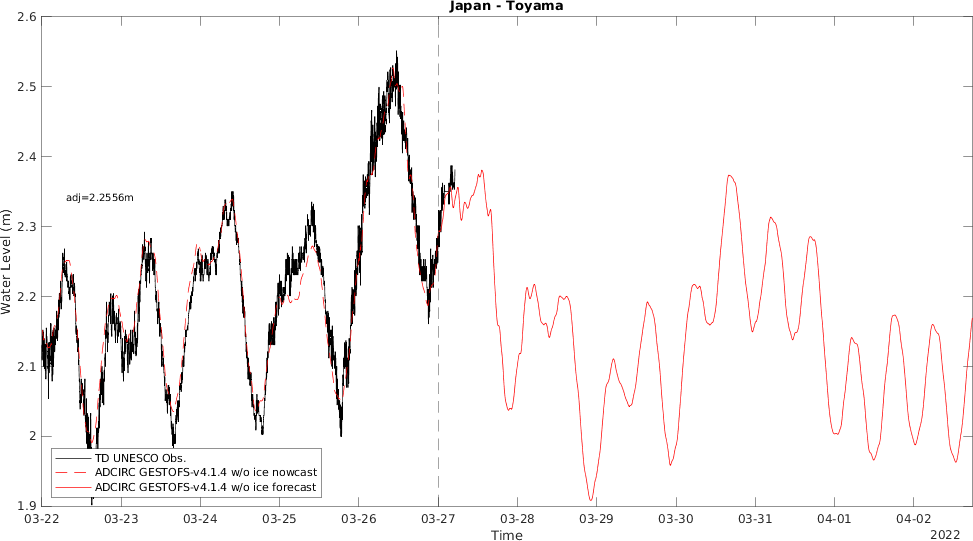 Japan - Toyama
2.6
2.5
2.4
2.3
2.2
2.1
2
1.9
Water Level (m)
adj=2.2556m
TD UNESCO Obs.
ADCIRC GESTOFS-v4.1.4 w/o ice nowcast
ADCIRC GESTOFS-v4.1.4 w/o ice forecast
03-22 03-23 03-24 03-25 03-26 03-27 03-28 03-29 03-30 03-31 04-01 04-02
Time
2022